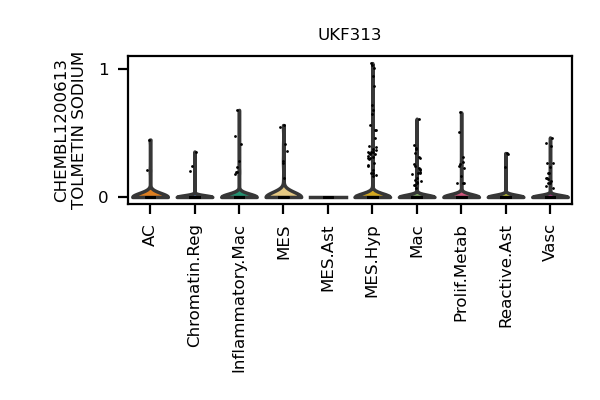 UKF313
CHEMBL1200613
TOLMETIN SODIUM
1
0
AC
Chromatin.Reg
Inflammatory.Mac
MES
MES.Ast
MES.Hyp
Mac
Prolif.Metab
Reactive.Ast
Vasc